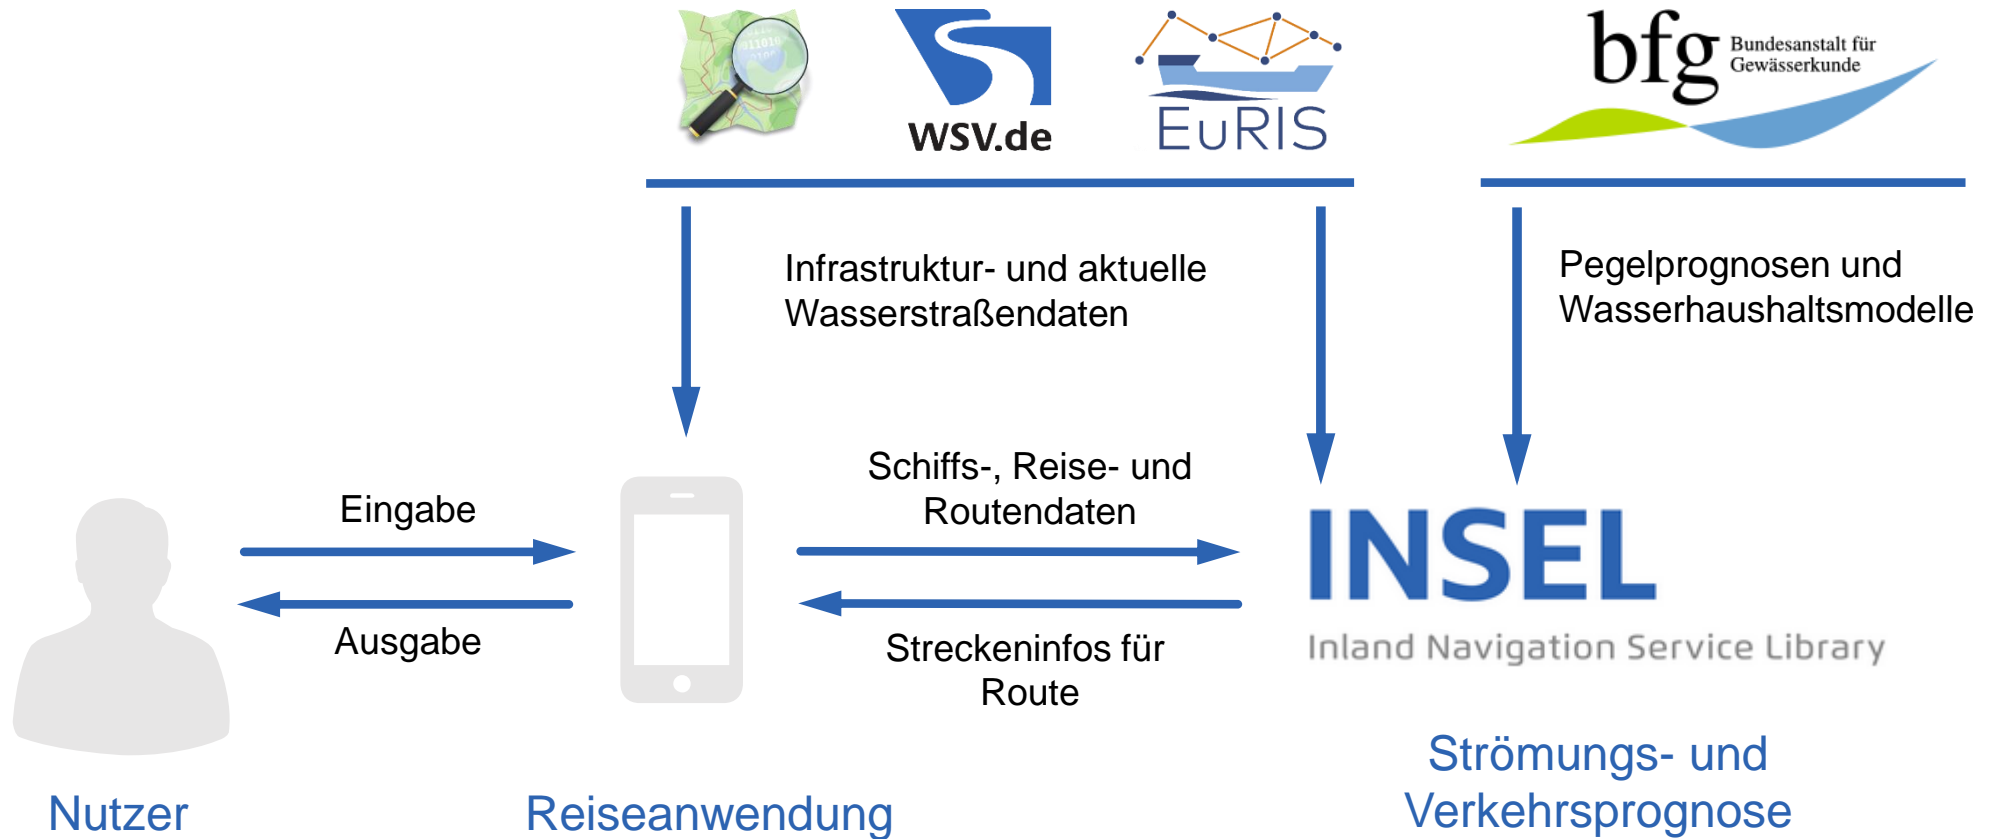 WSV.de
EuRIS
bfg
Bundesanstalt für
Gewässerkunde
Infrastruktur- und aktuelle
Wasserstraßendaten
Pegelprognosen und
Wasserhaushaltsmodelle
Eingabe
Ausgabe
Schiffs-, Reise- und
Routendaten
Streckeninfos für
Route
INSEL
Inland Navigation Service Library
Nutzer
Reiseanwendung
Strömungs- und
Verkehrsprognose